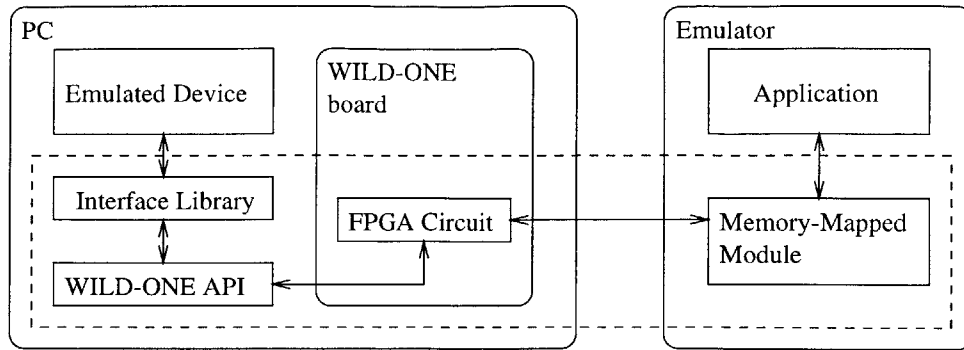 PC
Emulated Device
Interface Library
WILD-ONE API
WILD-ONE
board
FPGA Circuit
Emulator
Application
Memory-Mapped
Module